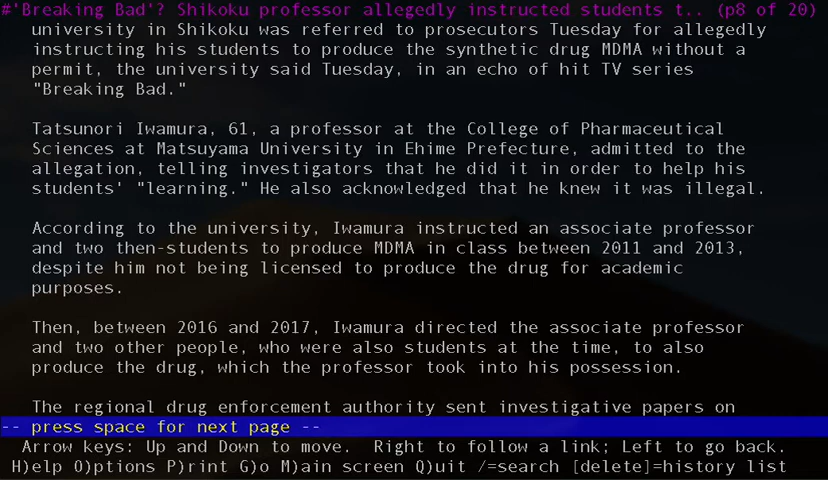 #'Breaking Bad'? Shikoku professor allegedly instructed students t.. (p8 of 20)
university in Shikoku was referred to prosecutors Tuesday for allegedly
instructing his students to produce the synthetic drug MDMA without a
permit, the university said Tuesday, in an echo of hit TV series
"Breaking Bad."
Tatsunori Iwamura, 61, a professor at the College of Pharmaceutical
Sciences at Matsuyama University in Ehime Prefecture, admitted to the
allegation, telling investigators that he did it in order to help his
students' "learning." He also acknowledged that he knew it was illegal.
According to the university, Iwamura instructed an associate professor
and two then-students to produce MDMA in class between 2011 and 2013,
despite him not being licensed to produce the drug for academic
purposes.
Then, between 2016 and 2017, Iwamura directed the associate professor
and two other people, who were also students at the time, to also
produce the drug, which the professor took into his possession.
The regional drug enforcement authority sent investigative papers on
-- press space for next page --
Arrow keys: Up and Down to move.  Right to follow a link; Left to go back.
H)elp O)ptions P)rint G)o M)ain screen Q)uit /=search [delete]=history list